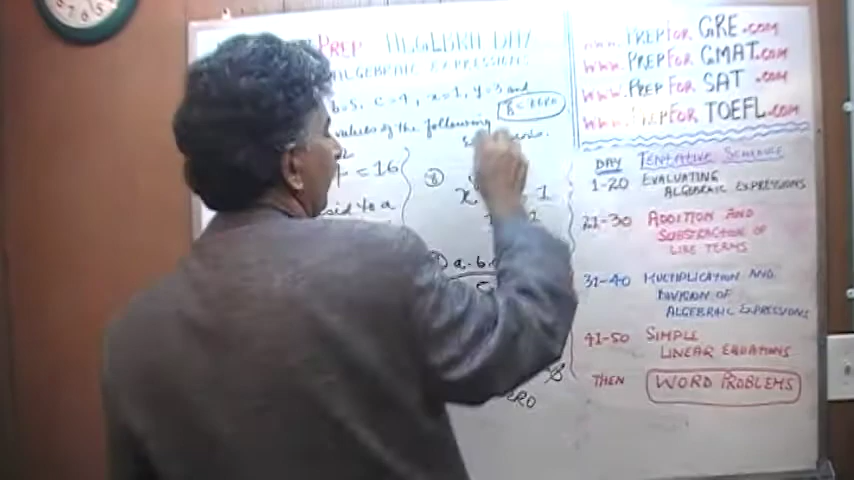 PREP ALGEBRA DAY
ALGEBRAIC EXPRESSIONS
b=5, c=4, x=1, y=3 and
values of the following
= 16
x
1
2
a.b.
c
www.PREPFOR GRE.COM
www.PREPFOR GMAT.COM
www.PREPFOR SAT.COM
www.PREPFOR TOEFL.COM
DAY TENTATIVE SCHEDULE
1-20 EVALUATING
ALGEBRAIC EXPRESSIONS
21-30 ADDITION AND
SUBSTRACTION OF
LIKE TERMS
31-40 MULTIPLICATION AND
DIVISION OF
ALGEBRAIC EXPRESSIONS
41-50 SIMPLE
LINEAR EQUATIONS
THEN WORD PROBLEMS